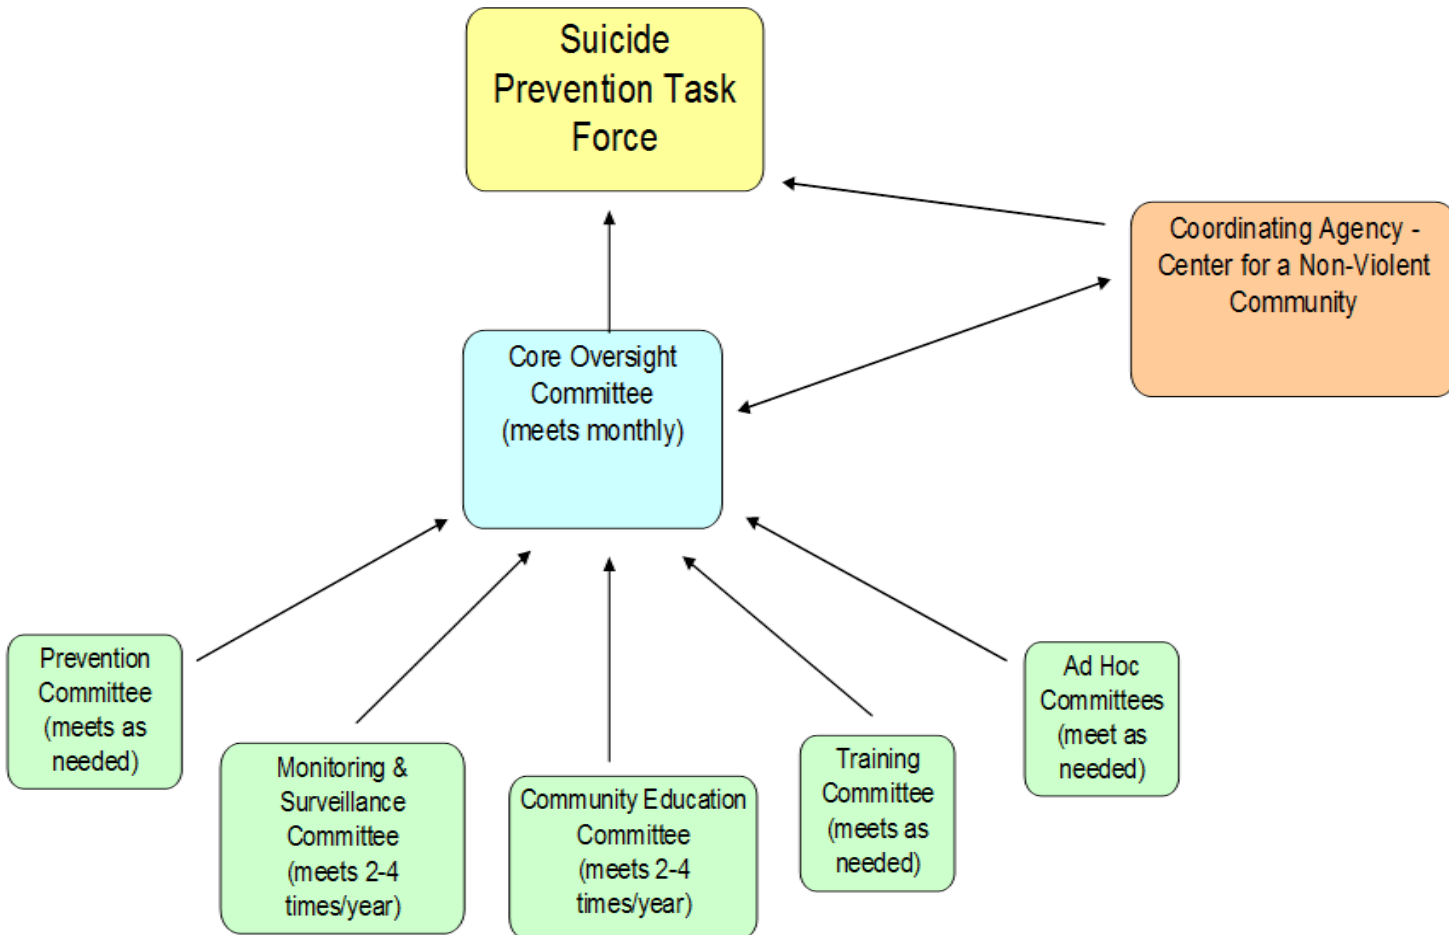 Suicide
Prevention Task
Force
Coordinating Agency -
Center for a Non-Violent
Community
Core Oversight
Committee
(meets monthly)
Prevention
Committee
(meets as
needed)
Monitoring &
Surveillance
Committee
(meets 2-4
times/year)
Community Education
Committee
(meets 2-4
times/year)
Training
Committee
(meets as
needed)
Ad Hoc
Committees
(meet as
needed)